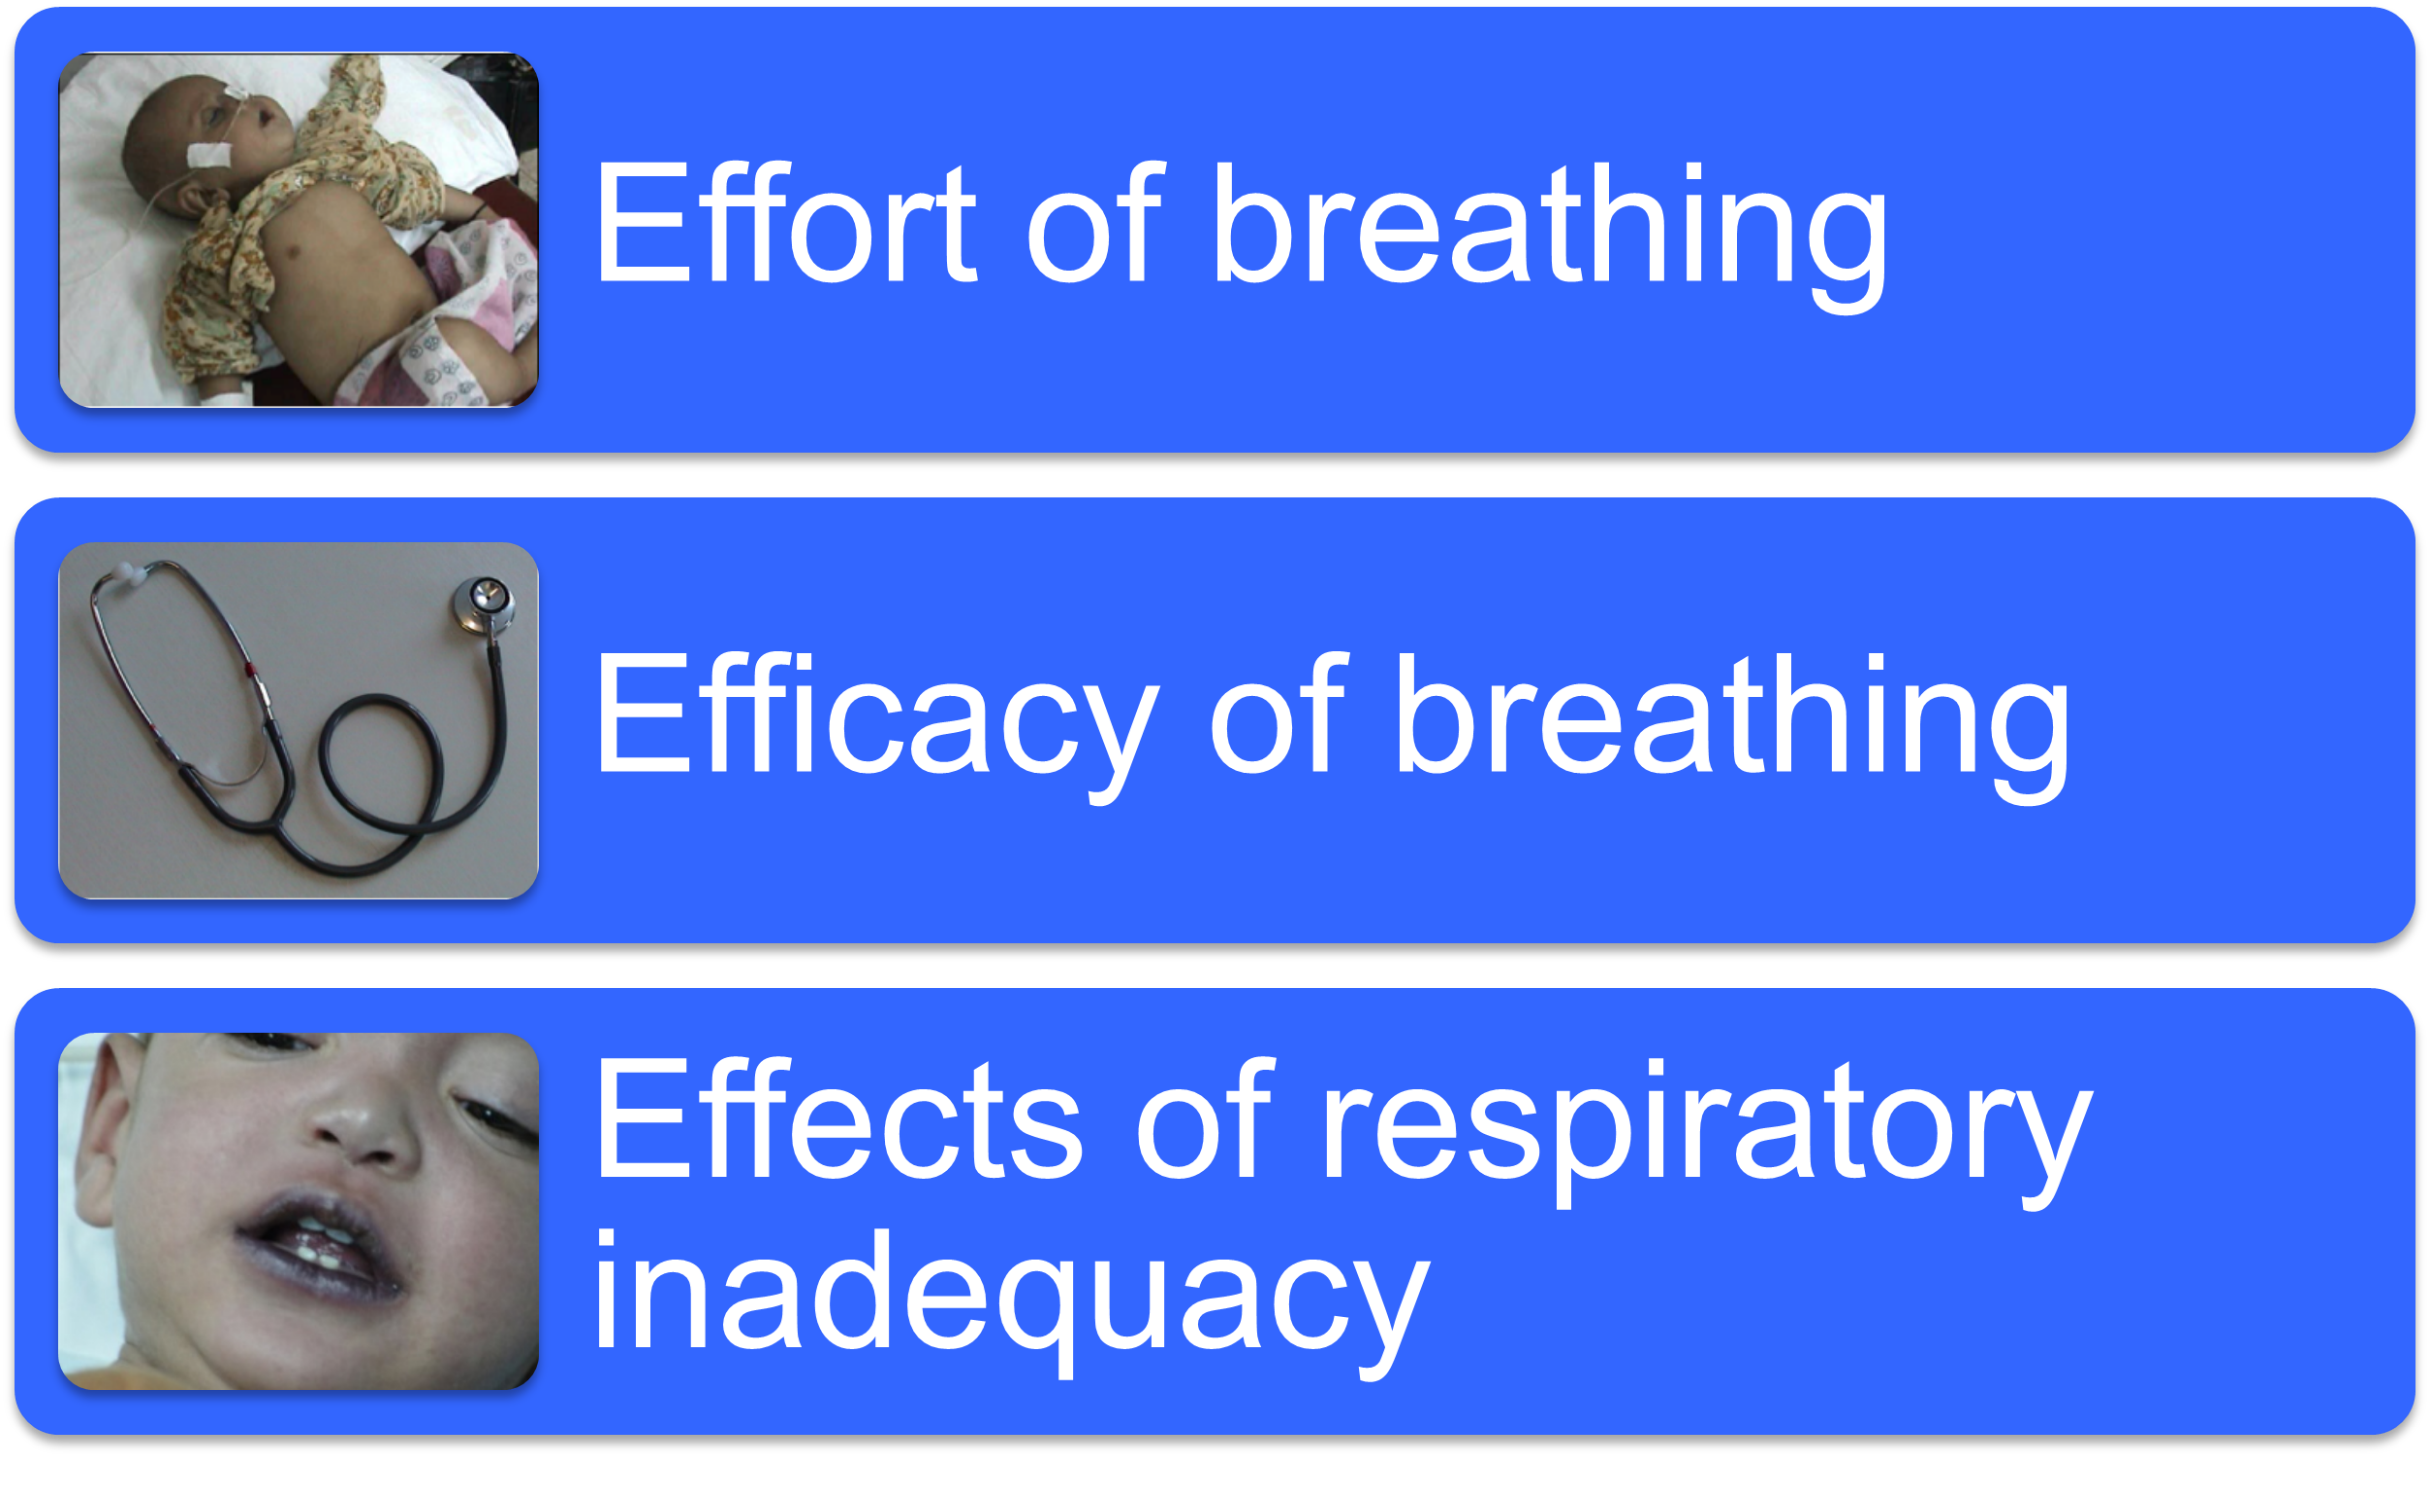 Effort of breathing
Efficacy of breathing
Effects of respiratory
inadequacy